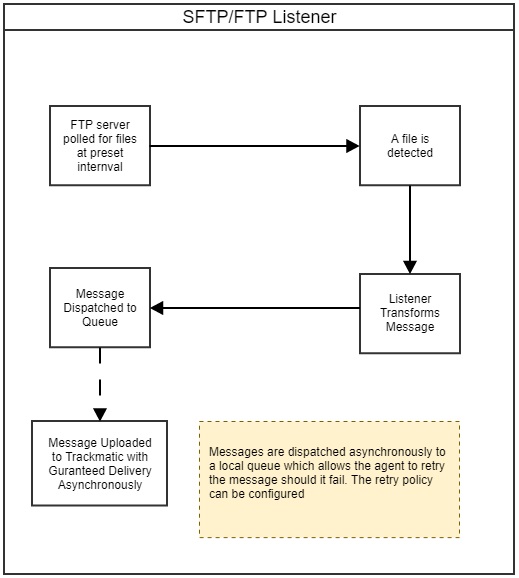 SFTP/FTP Listener
FTP server
polled for files
at preset
internval
A file is
detected
Listener
Transforms
Message
Message
Dispatched to
Queue
Message Uploaded
to Trackmatic with
Guranteed Delivery
Asynchronously
Messages are dispatched asynchronously to
a local queue which allows the agent to retry
the message should it fail. The retry policy
can be configured